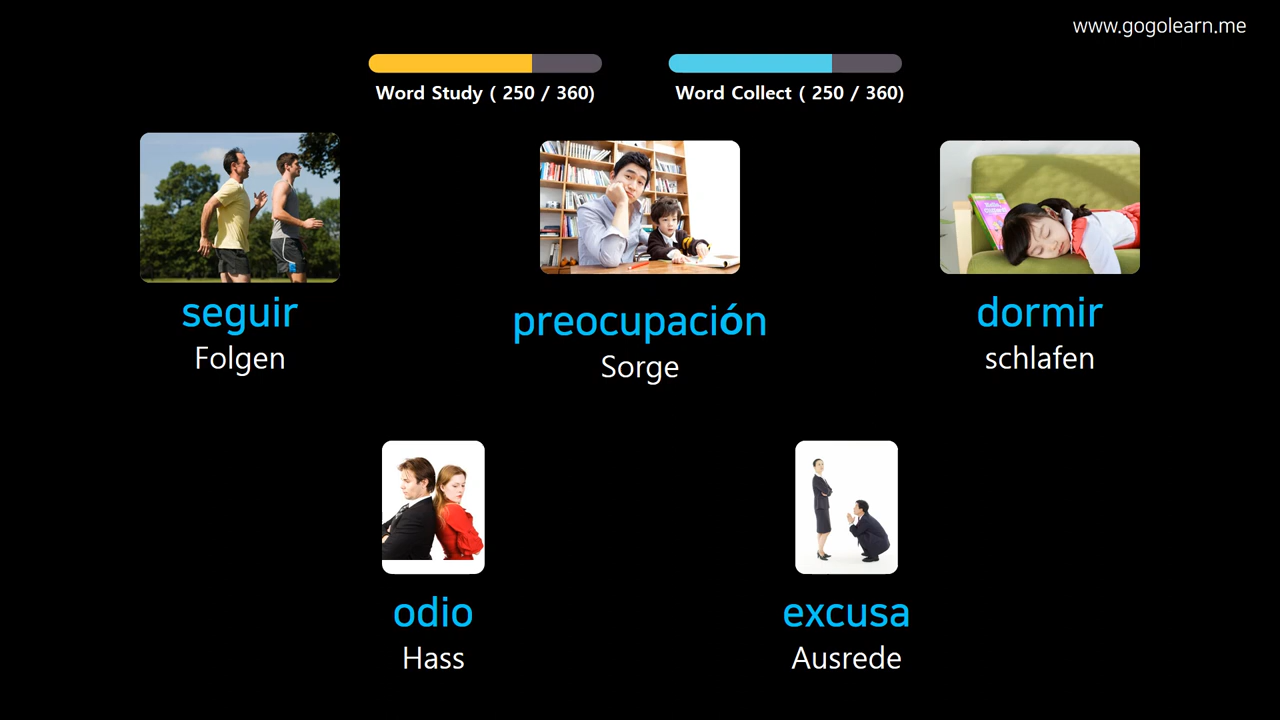 www.gogolearn.me
Word Study ( 250 / 360)
Word Collect ( 250 / 360)
seguir
Folgen
preocupación
Sorge
dormir
schlafen
odio
Hass
excusa
Ausrede